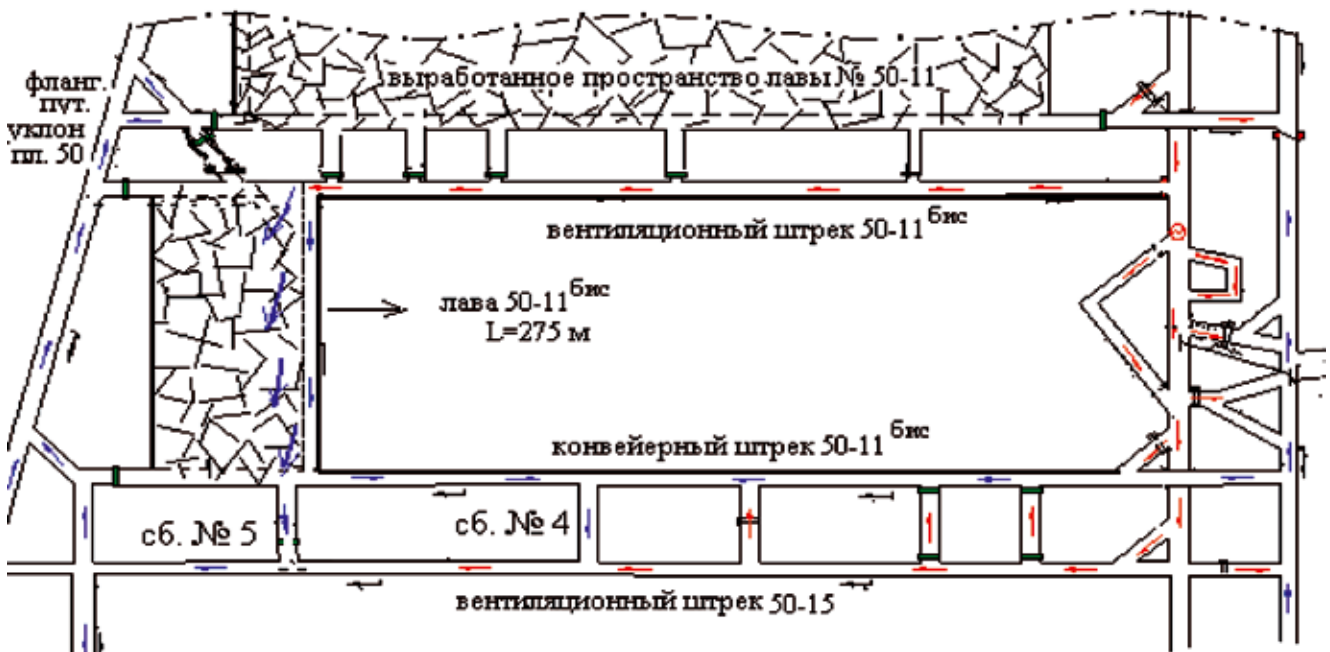 выработанное пространство лавы № 50-11
фланг.
пут.
уклон
пл. 50
вентиляционный штрек 50-11бис
лава 50-11бис
L=275 м
конвейерный штрек 50-11бис
сб. № 5
сб. № 4
вентиляционный штрек 50-15